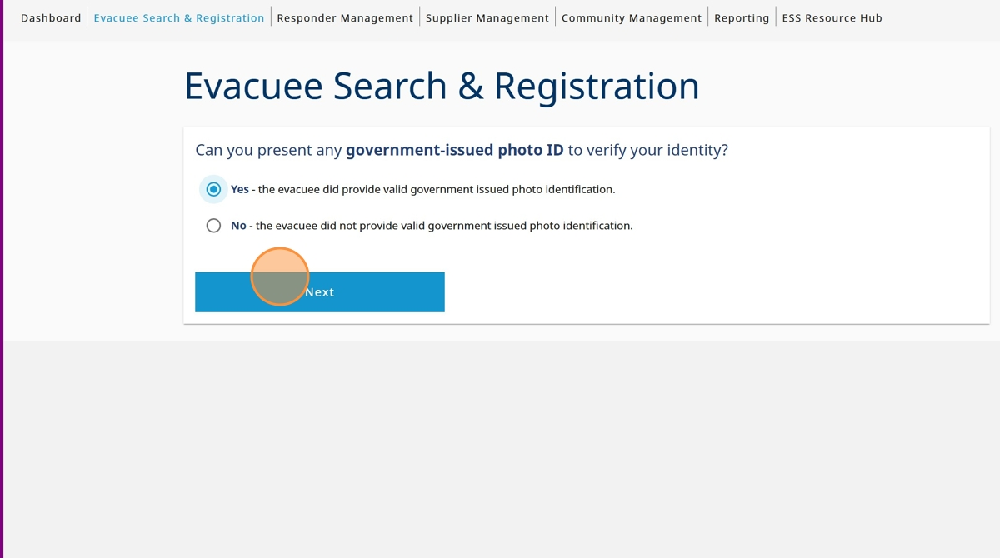 Dashboard Evacuee Search & Registration Responder Management Supplier Management Community Management Reporting ESS Resource Hub
Evacuee Search & Registration
Can you present any government-issued photo ID to verify your identity?
Yes - the evacuee did provide valid government issued photo identification.
No - the evacuee did not provide valid government issued photo identification.
Next